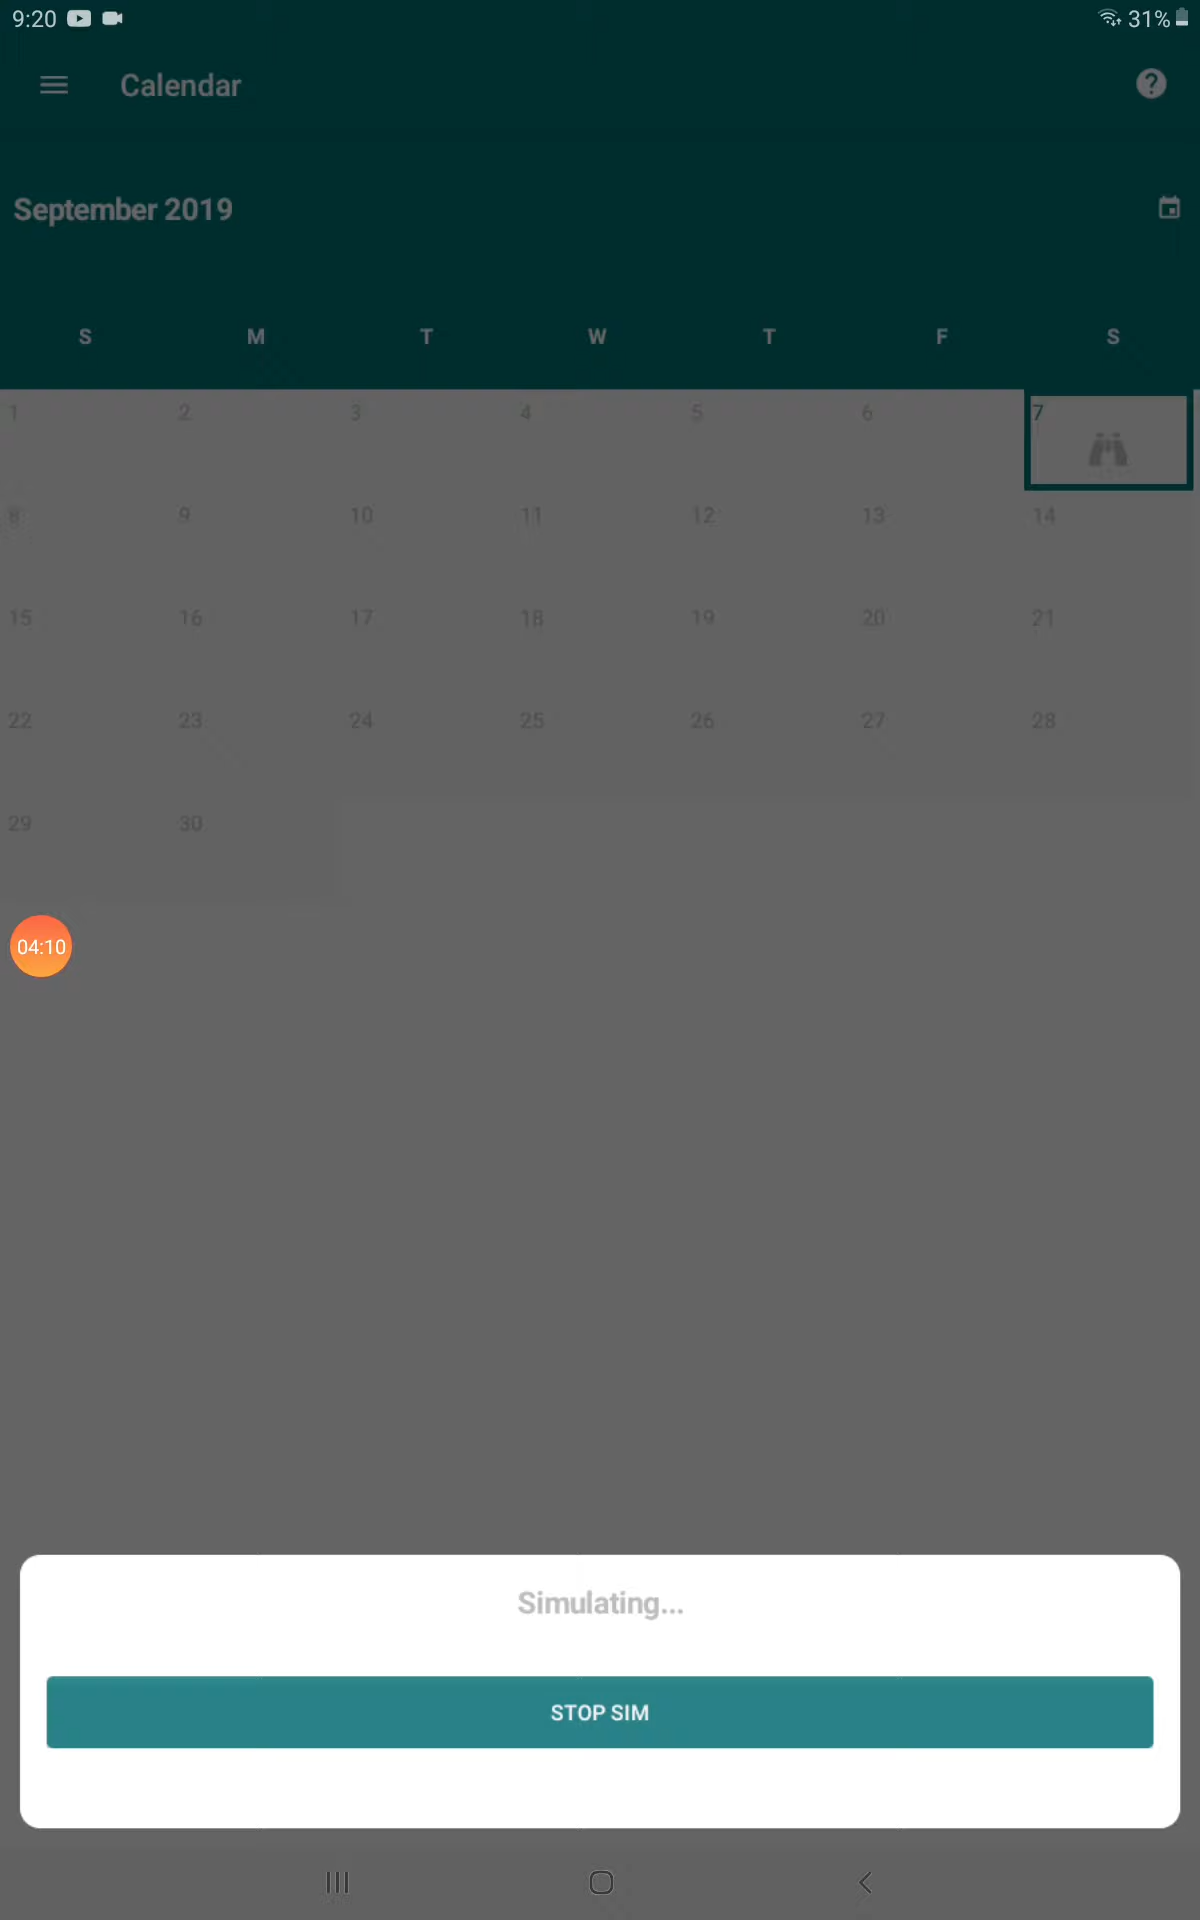 9:20
31%
Calendar
September 2019
S M T W T F S
1 2 3 4 5 6 7
8 9 10 11 12 13 14
15 16 17 18 19 20 21
22 23 24 25 26 27 28
29 30
04:10
Simulating...
STOP SIM